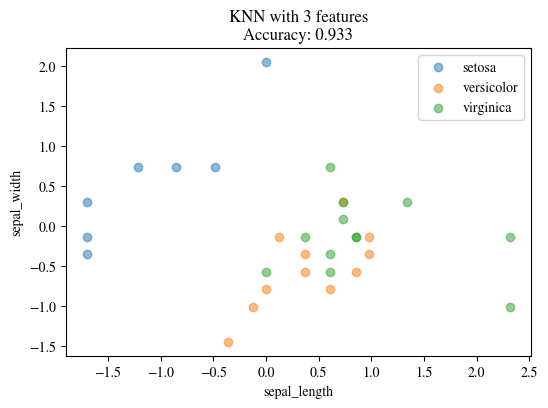 KNN with 3 features
Accuracy: 0.933
setosa
versicolor
virginica
2.0
1.5
1.0
0.5
0.0
−0.5
−1.0
−1.5
sepal_width
−1.5
−1.0
−0.5
0.0
0.5
1.0
1.5
2.0
2.5
sepal_length